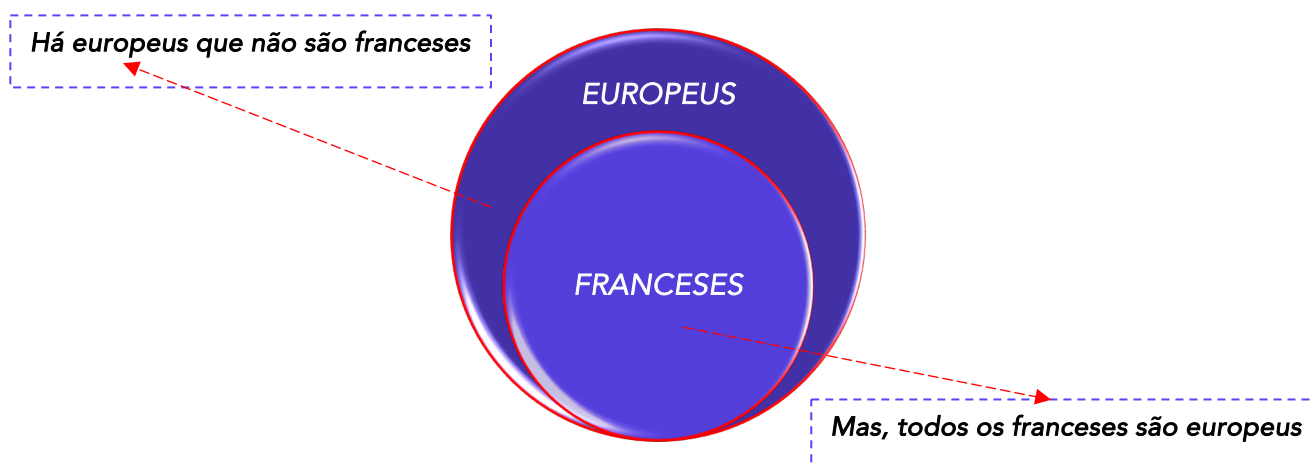 Há europeus que não são franceses
EUROPEUS
FRANCESES
Mas, todos os franceses são europeus